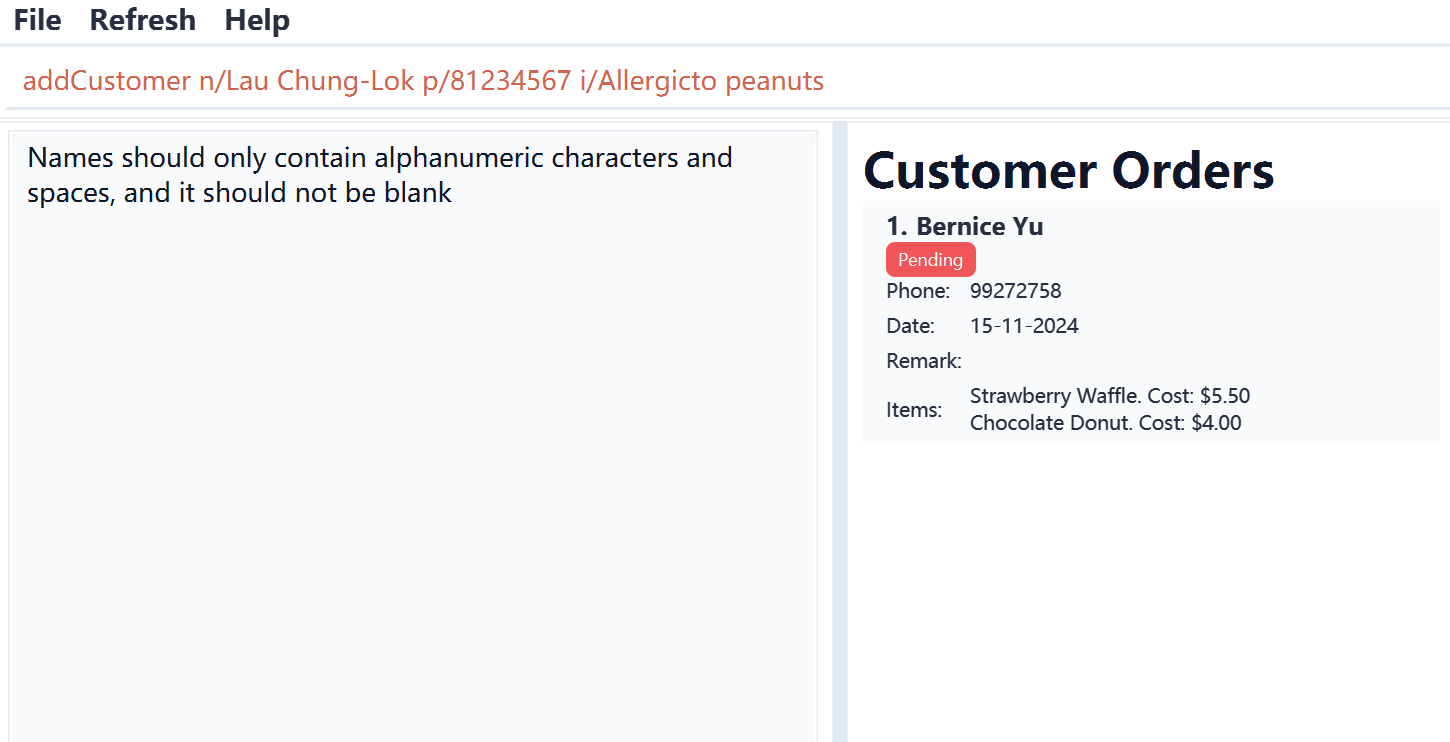 File Refresh Help
addCustomer n/Lau Chung-Lok p/81234567 i/Allergicto peanuts
Names should only contain alphanumeric characters and
spaces, and it should not be blank
Customer Orders
1. Bernice Yu
Pending
Phone: 99272758
Date: 15-11-2024
Remark:
Items:
Strawberry Waffle. Cost: $5.50
Chocolate Donut. Cost: $4.00